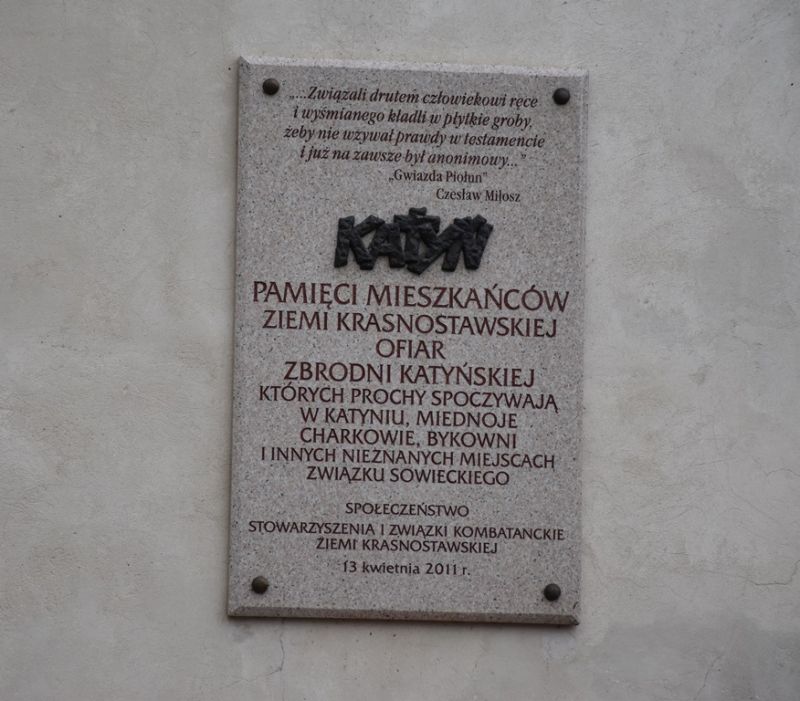 „...Związali drutem człowiekowi ręce
i wyśmianego kładli w płytkie groby,
żeby nie wzywał prawdy w testamencie
i już na zawsze był anonimowy...”
„Gwiazda Piołun”
Czesław Miłosz
KATYŃ
PAMIĘCI MIESZKAŃCÓW
ZIEMI KRASNOSTAWSKIEJ
OFIAR
ZBRODNI KATYŃSKIEJ
KTÓRYCH PROCHY SPOCZYWAJĄ
W KATYNIU, MIEDNOJE
CHARKOWIE, BYKOWNI
I INNYCH NIEZNANYCH MIEJSCACH
ZWIĄZKU SOWIECKIEGO
SPOŁECZEŃSTWO
STOWARZYSZENIA I ZWIĄZKI KOMBATANCKIE
ZIEMI KRASNOSTAWSKIEJ
13 kwietnia 2011 r.